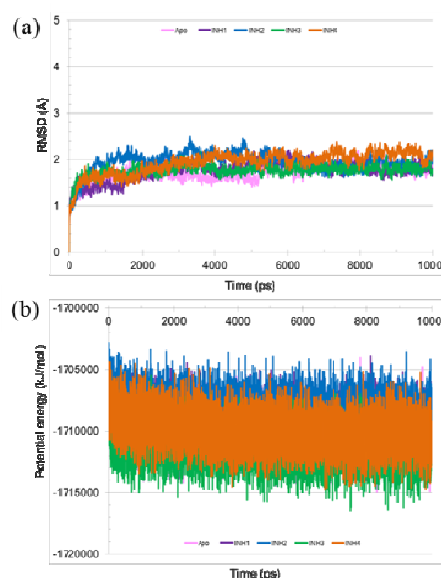 (a)
Apo INH1 INH2 INH3 INH4
5
4
3
2
1
0
RMSD (Å)
0 2000 4000 6000 8000 1000
Time (ps)
(b)
-1700000
0 2000 4000 6000 8000 1000
-1705000
-1710000
-1715000
-1720000
Potential energy (kJ/mol)
Apo INH1 INH2 INH3 INH4
Time (ps)